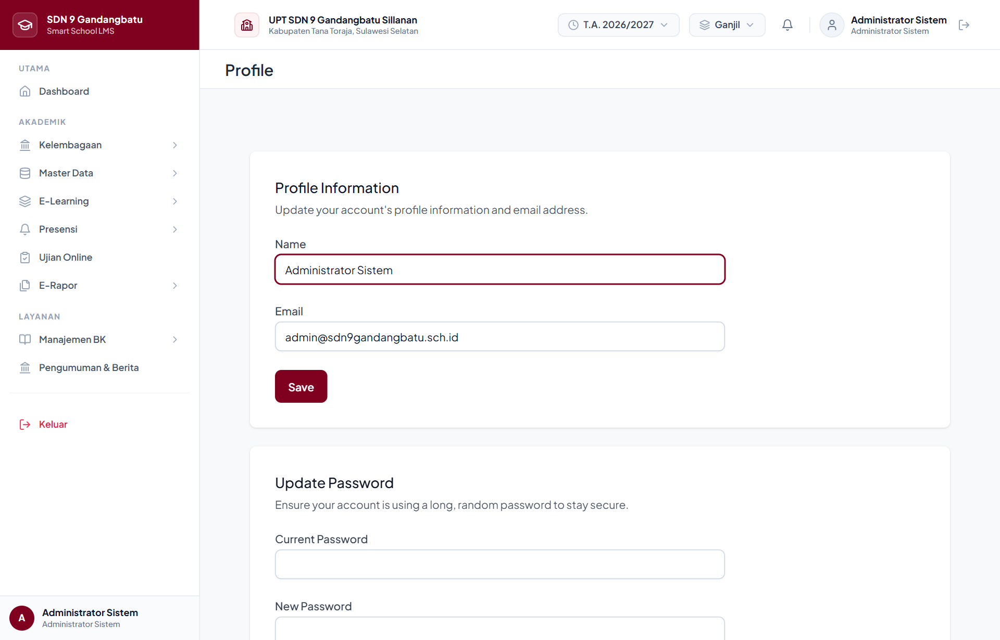 SDN 9 Gandangbatu
Smart School LMS
UPT SDN 9 Gandangbatu Sillanan
Kabupaten Tana Toraja, Sulawesi Selatan
T.A. 2026/2027
Ganjil
Administrator Sistem
Administrator Sistem
UTAMA
Dashboard
AKADEMIK
Kelembagaan
Master Data
E-Learning
Presensi
Ujian Online
E-Rapor
LAYANAN
Manajemen BK
Pengumuman & Berita
Keluar
A
Administrator Sistem
Administrator Sistem
Profile
Profile Information
Update your account's profile information and email address.
Name
Administrator Sistem
Email
admin@sdn9gandangbatu.sch.id
Save
Update Password
Ensure your account is using a long, random password to stay secure.
Current Password
New Password